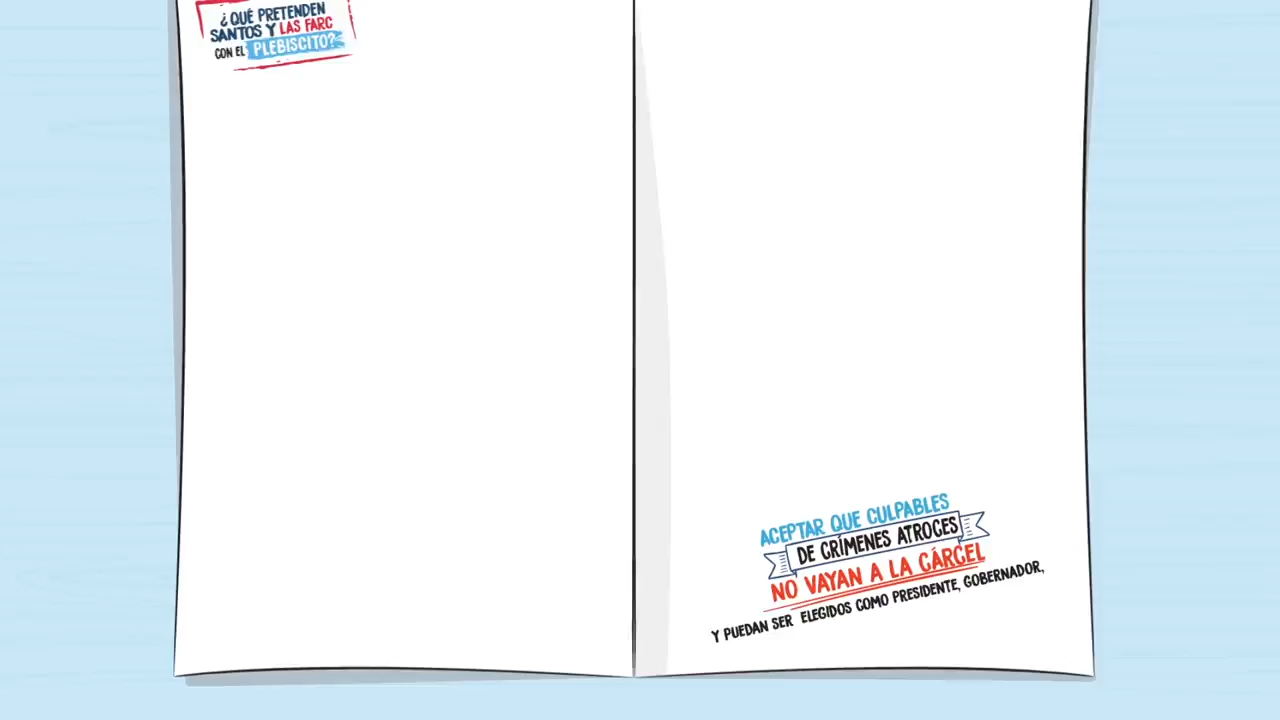 ¿QUÉ PRETENDEN
SANTOS Y LAS FARC
CON EL PLEBISCITO?
ACEPTAR QUE CULPABLES
DE CRÍMENES ATROCES
NO VAYAN A LA CÁRCEL
Y PUEDAN SER ELEGIDOS COMO PRESIDENTE, GOBERNADOR,